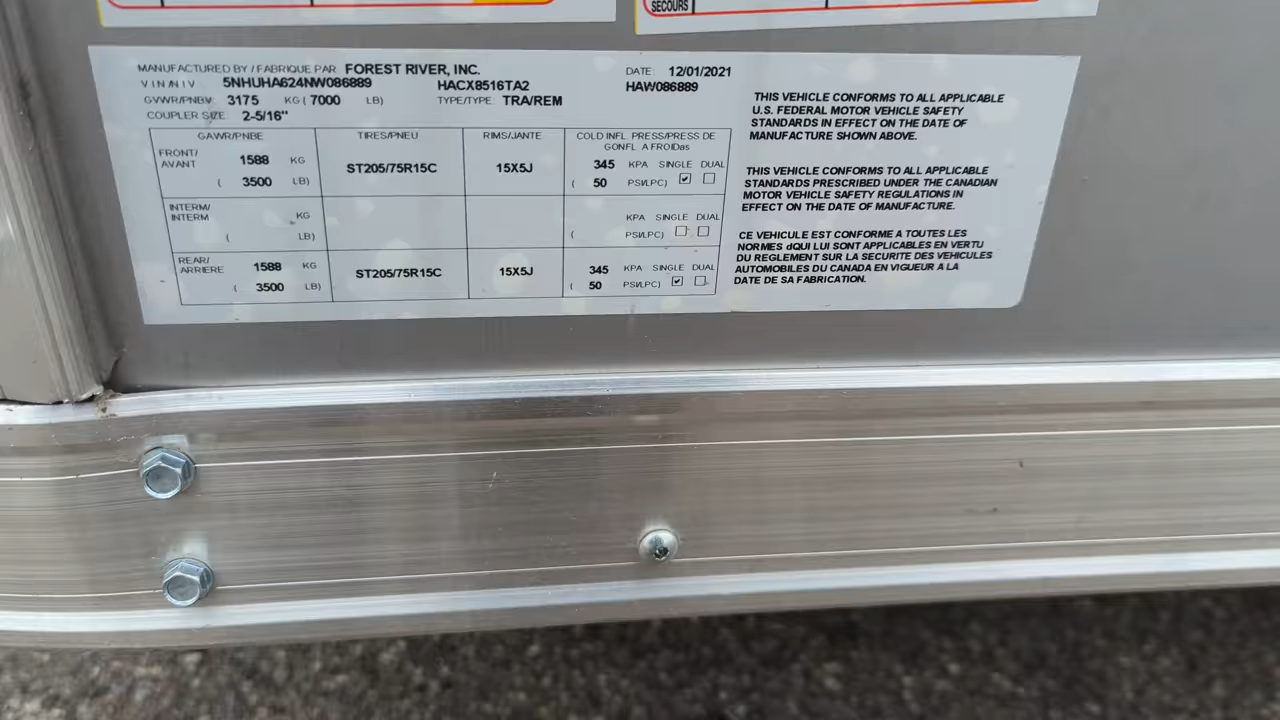 SECOURS
MANUFACTURED BY / FABRIQUE PAR FOREST RIVER, INC. DATE: 12/01/2021
V I N / N I V 5NHUHA624NW086889 HACX8516TA2 HAW086889
GVWR/PNBV: 3175 KG ( 7000 LB) TYPE/TYPE: TRA/REM
COUPLER SIZE: 2-5/16"
GAWR/PNBE TIRES/PNEU RIMS/JANTE COLD INFL. PRESS/PRESS DE
GONFL. A FROIDas
FRONT/
AVANT 1588 KG ST205/75R15C 15X5J 345 KPA SINGLE DUAL
( 3500 LB) ( 50 PSI/LPC) ✔
INTERM/
INTERM KG KPA SINGLE DUAL
( LB) ( PSI/LPC)
REAR/
ARRIERE 1588 KG ST205/75R15C 15X5J 345 KPA SINGLE DUAL
( 3500 LB) ( 50 PSI/LPC) ✔
THIS VEHICLE CONFORMS TO ALL APPLICABLE
U.S. FEDERAL MOTOR VEHICLE SAFETY
STANDARDS IN EFFECT ON THE DATE OF
MANUFACTURE SHOWN ABOVE.
THIS VEHICLE CONFORMS TO ALL APPLICABLE
STANDARDS PRESCRIBED UNDER THE CANADIAN
MOTOR VEHICLE SAFETY REGULATIONS IN
EFFECT ON THE DATE OF MANUFACTURE.
CE VEHICULE EST CONFORME A TOUTES LES
NORMES dQUI LUI SONT APPLICABLES EN VERTU
DU REGLEMENT SUR LA SECURITE DES VEHICULES
AUTOMOBILES DU CANADA EN VIGUEUR A LA
DATE DE SA FABRICATION.